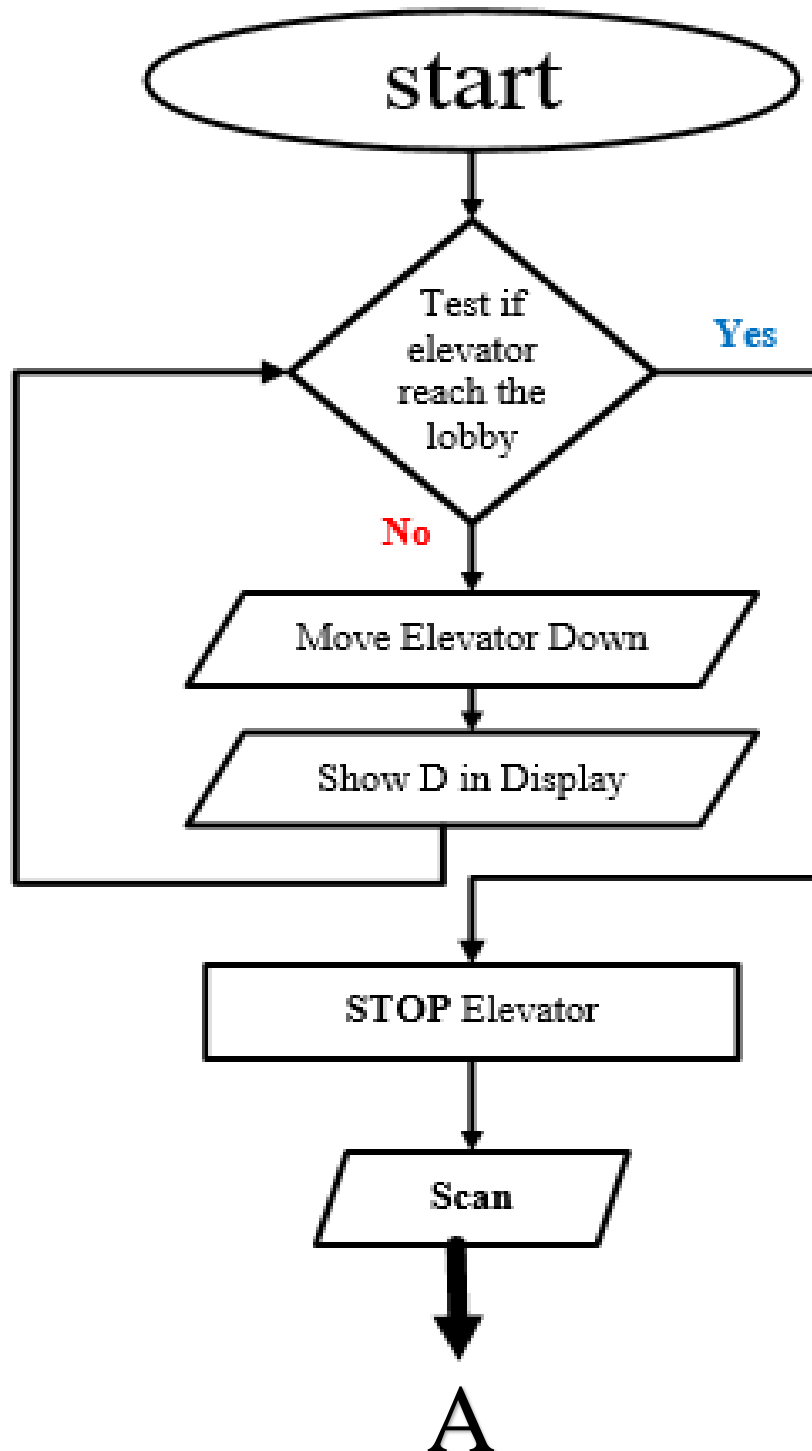 start
Test if
elevator
reach the
lobby
Yes
No
Move Elevator Down
Show D in Display
STOP Elevator
Scan
A